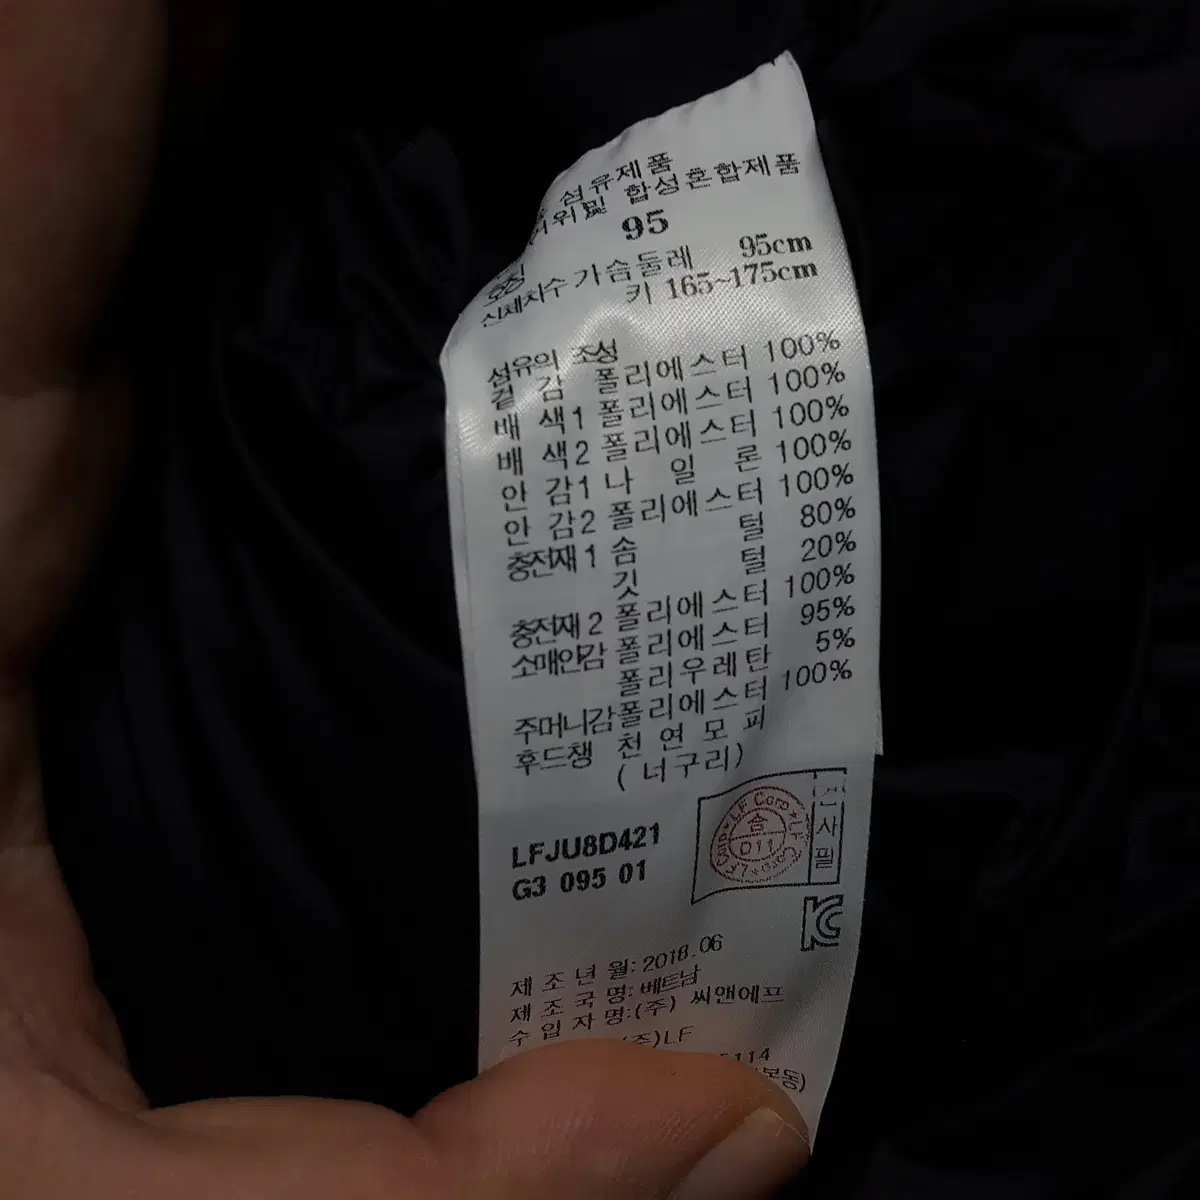 섬유제품
및 합성혼합제품
95
신체치수 가슴둘레 95cm
키 165~175cm
섬유의 조성
겉 감 폴리에스터 100%
배 색1 폴리에스터 100%
배 색2 폴리에스터 100%
안 감1 나 일 론 100%
안 감2 폴리에스터 100%
충전재1 솜 털 80%
깃 털 20%
충전재2 폴리에스터 100%
소매안감 폴리에스터 95%
폴리우레탄 5%
주머니감 폴리에스터 100%
후드챙 천 연 모 피
(너구리)
LF Corp
숨
011
검사필
LFJU8D421
G3 095 01
제 조 년 월: 2018.06
제 조 국 명: 베트남
수 입 자 명:(주) 씨앤에프
(주)LF